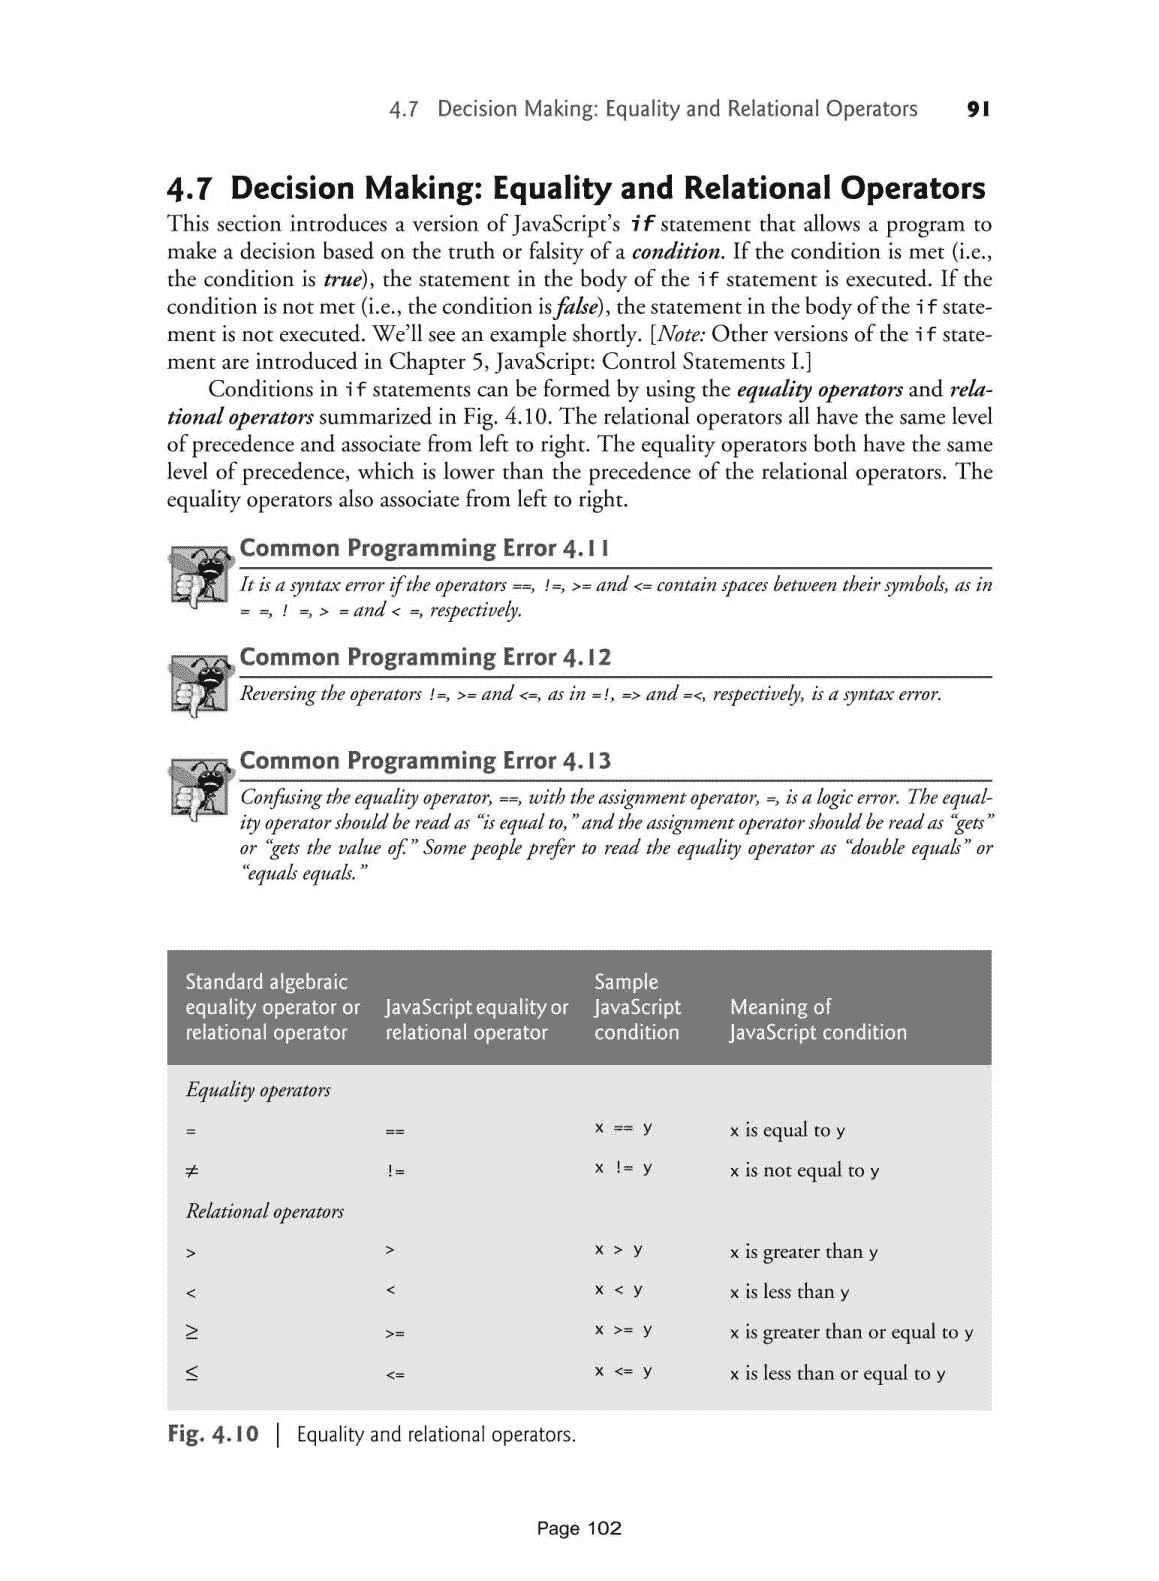 4.7 Decision Making: Equality and Relational Operators 91
4.7 Decision Making: Equality and Relational Operators
This section introduces a version of JavaScript’s if statement that allows a program to
make a decision based on the truth or falsity of a condition. If the condition is met (i.e.,
the condition is true), the statement in the body of the if statement is executed. If the
condition is not met (i.e., the condition is false), the statement in the body of the if state-
ment is not executed. We’ll see an example shortly. [Note: Other versions of the if state-
ment are introduced in Chapter 5, JavaScript: Control Statements I.]
Conditions in if statements can be formed by using the equality operators and rela-
tional operators summarized in Fig. 4.10. The relational operators all have the same level
of precedence and associate from left to right. The equality operators both have the same
level of precedence, which is lower than the precedence of the relational operators. The
equality operators also associate from left to right.
Common Programming Error 4.11
It is a syntax error if the operators ==, !=, >= and <= contain spaces between their symbols, as in
= =, ! =, > = and < =, respectively.
Common Programming Error 4.12
Reversing the operators !=, >= and <=, as in =!, => and =<, respectively, is a syntax error.
Common Programming Error 4.13
Confusing the equality operator, ==, with the assignment operator, =, is a logic error. The equal-
ity operator should be read as “is equal to,” and the assignment operator should be read as “gets”
or “gets the value of.” Some people prefer to read the equality operator as “double equals” or
“equals equals.”
Standard algebraic Sample
equality operator or JavaScript equality or JavaScript Meaning of
relational operator relational operator condition JavaScript condition
Equality operators
= == x == y x is equal to y
≠ != x != y x is not equal to y
Relational operators
> > x > y x is greater than y
< < x < y x is less than y
≥ >= x >= y x is greater than or equal to y
≤ <= x <= y x is less than or equal to y
Fig. 4.10 | Equality and relational operators.
Page 102